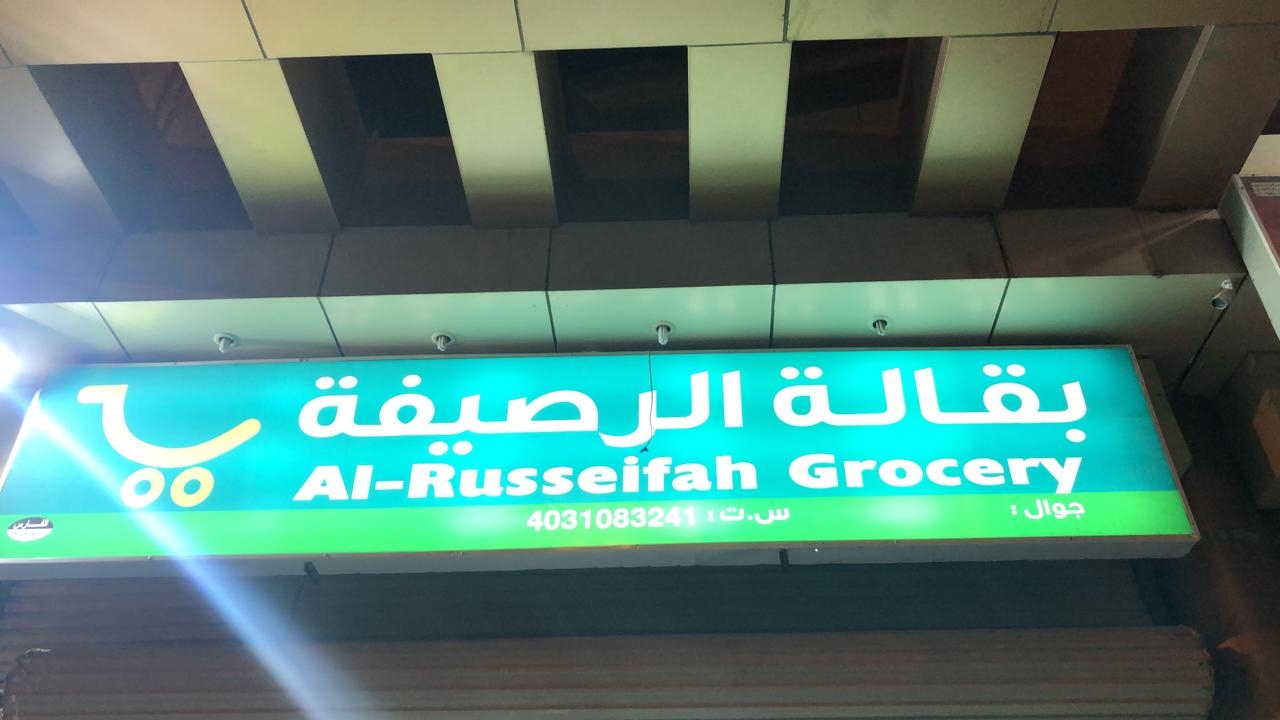 بقالة الرصيفة
Al-Russeifah Grocery
جوال :
س.ت : 4031083241